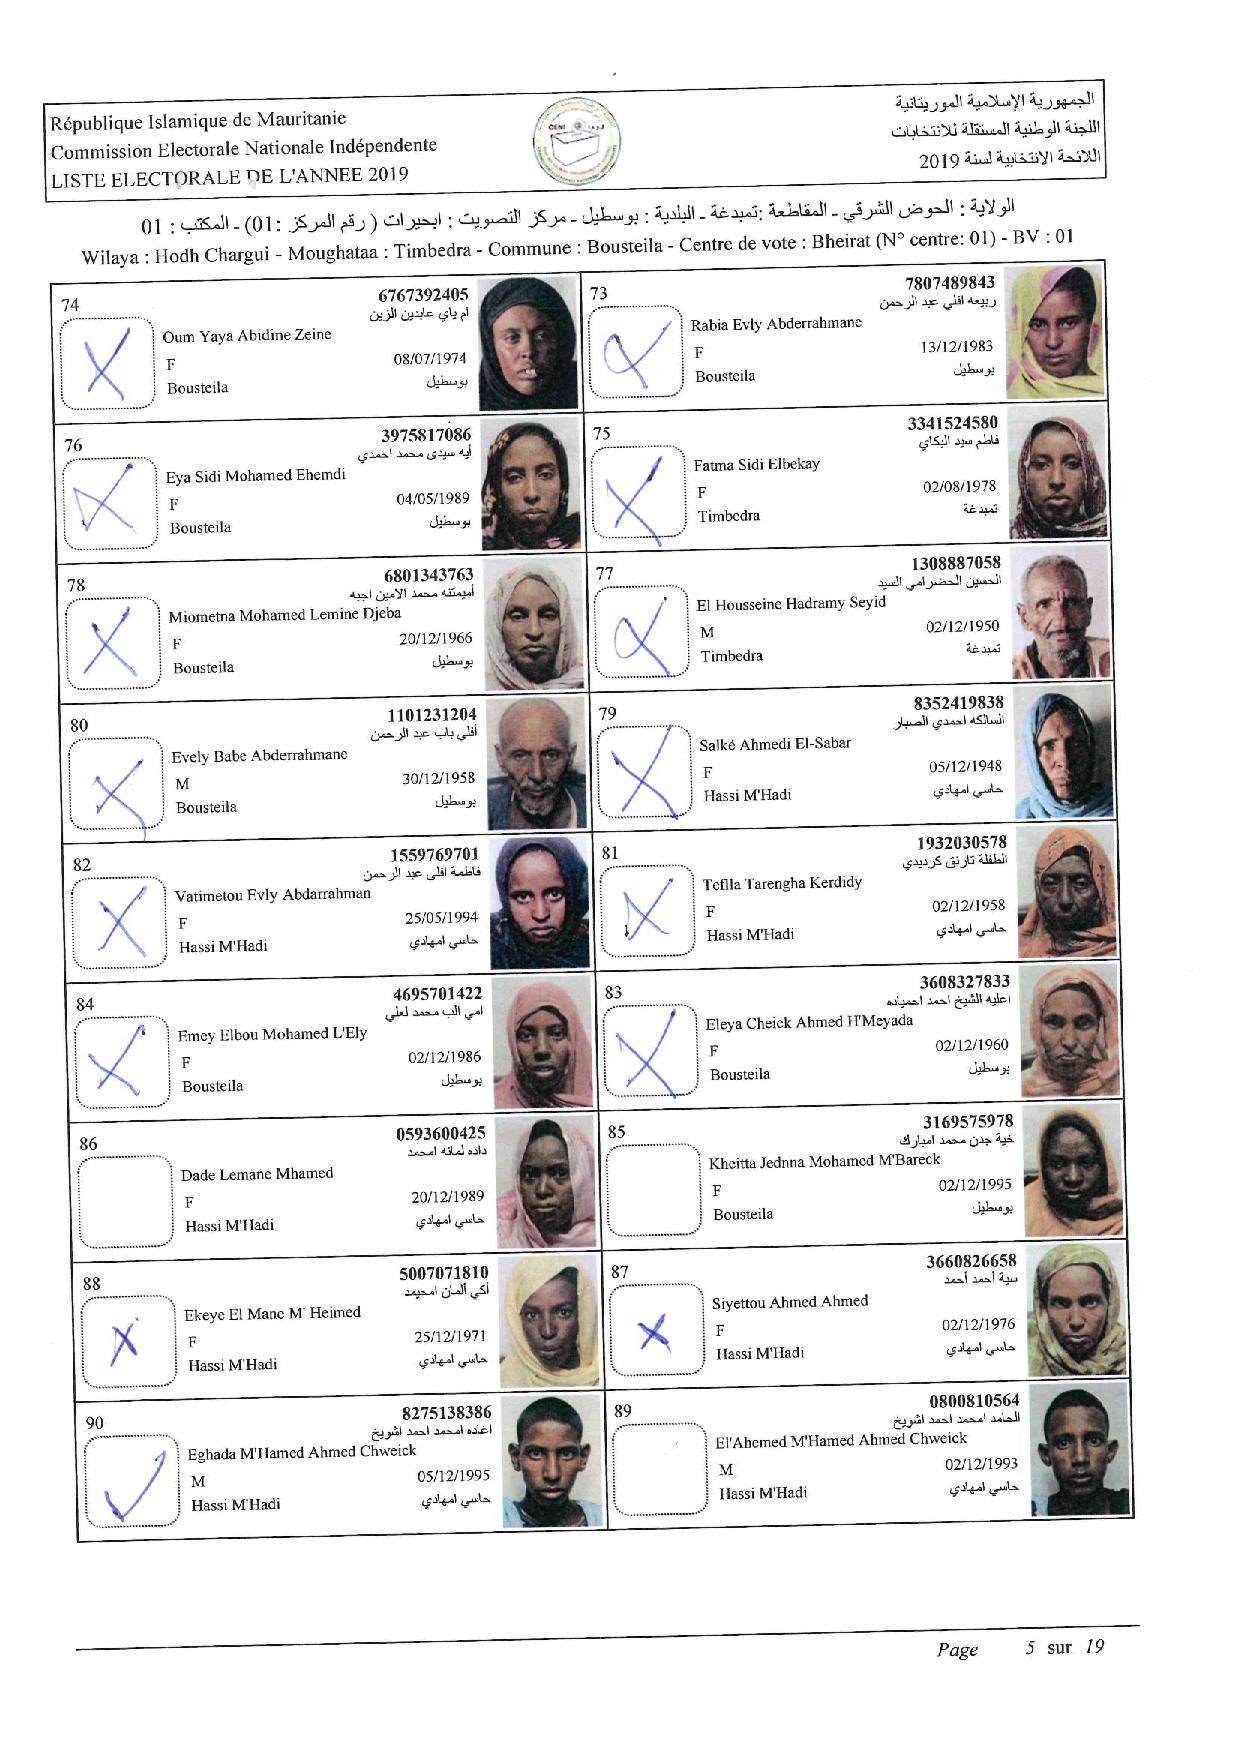 République Islamique de Mauritanie
Commission Electorale Nationale Indépendente
LISTE ELECTORALE DE L'ANNEE 2019
CENI
الجمهورية الإسلامية الموريتانية
اللجنة الوطنية المستقلة للانتخابات
اللائحة الانتخابية لسنة 2019
الولاية : الحوض الشرقي - المقاطعة :تمبدغة - البلدية : بوسطيل - مركز التصويت : ابحيرات ( رقم المركز :01) - المكتب : 01
Wilaya : Hodh Chargui - Moughataa : Timbedra - Commune : Bousteila - Centre de vote : Bheirat (N° centre: 01) - BV : 01
74
6767392405
ام ياي عابدين الزين
Oum Yaya Abidine Zeine
F
08/07/1974
Bousteila
بوسطيل
73
7807489843
ربيعه افلي عبد الرحمن
Rabia Evly Abderrahmane
F
13/12/1983
Bousteila
بوسطيل
76
3975817086
أيه سيدى محمد احمدي
Eya Sidi Mohamed Ehemdi
F
04/05/1989
Bousteila
بوسطيل
75
3341524580
فاطم سيد البكاي
Fatma Sidi Elbekay
F
02/08/1978
Timbedra
تمبدغة
78
6801343763
أميمنته محمد الامين اجبه
Miometna Mohamed Lemine Djeba
F
20/12/1966
Bousteila
بوسطيل
77
1308887058
الحسين الحضرامي السيد
El Housseine Hadramy Seyid
M
02/12/1950
Timbedra
تمبدغة
80
1101231204
أفلي باب عبد الرحمن
Evely Babe Abderrahmane
M
30/12/1958
Bousteila
بوسطيل
79
8352419838
السالكه احمدي الصبار
Salké Ahmedi El-Sabar
F
05/12/1948
Hassi M'Hadi
حاسي امهادي
82
1559769701
فاطمة افلي عبد الرحمن
Vatimetou Evly Abdarrahman
F
25/05/1994
Hassi M'Hadi
حاسي امهادي
81
1932030578
الطفلة تارنق كرديدي
Teflla Tarengha Kerdidy
F
02/12/1958
Hassi M'Hadi
حاسي امهادي
84
4695701422
امي الب محمد لعلي
Emey Elbou Mohamed L'Ely
F
02/12/1986
Bousteila
بوسطيل
83
3608327833
اعليه الشيخ احمد احمياده
Eleya Cheick Ahmed H'Meyada
F
02/12/1960
Bousteila
بوسطيل
86
0593600425
داده لمانه امحمد
Dade Lemane Mhamed
F
20/12/1989
Hassi M'Hadi
حاسي امهادي
85
3169575978
خية جدن محمد امبارك
Kheitta Jednna Mohamed M'Bareck
F
02/12/1995
Bousteila
بوسطيل
88
5007071810
أكي ألمان امحيمد
Ekeye El Mane M' Heimed
F
25/12/1971
Hassi M'Hadi
حاسي امهادي
87
3660826658
سية أحمد أحمد
Siyettou Ahmed Ahmed
F
02/12/1976
Hassi M'Hadi
حاسي امهادي
90
8275138386
اغده امحمد احمد اشويخ
Eghada M'Hamed Ahmed Chweick
M
05/12/1995
Hassi M'Hadi
حاسي امهادي
89
0800810564
الحامد امحمد احمد اشويخ
El'Ahemed M'Hamed Ahmed Chweick
M
02/12/1993
Hassi M'Hadi
حاسي امهادي
Page 5 sur 19